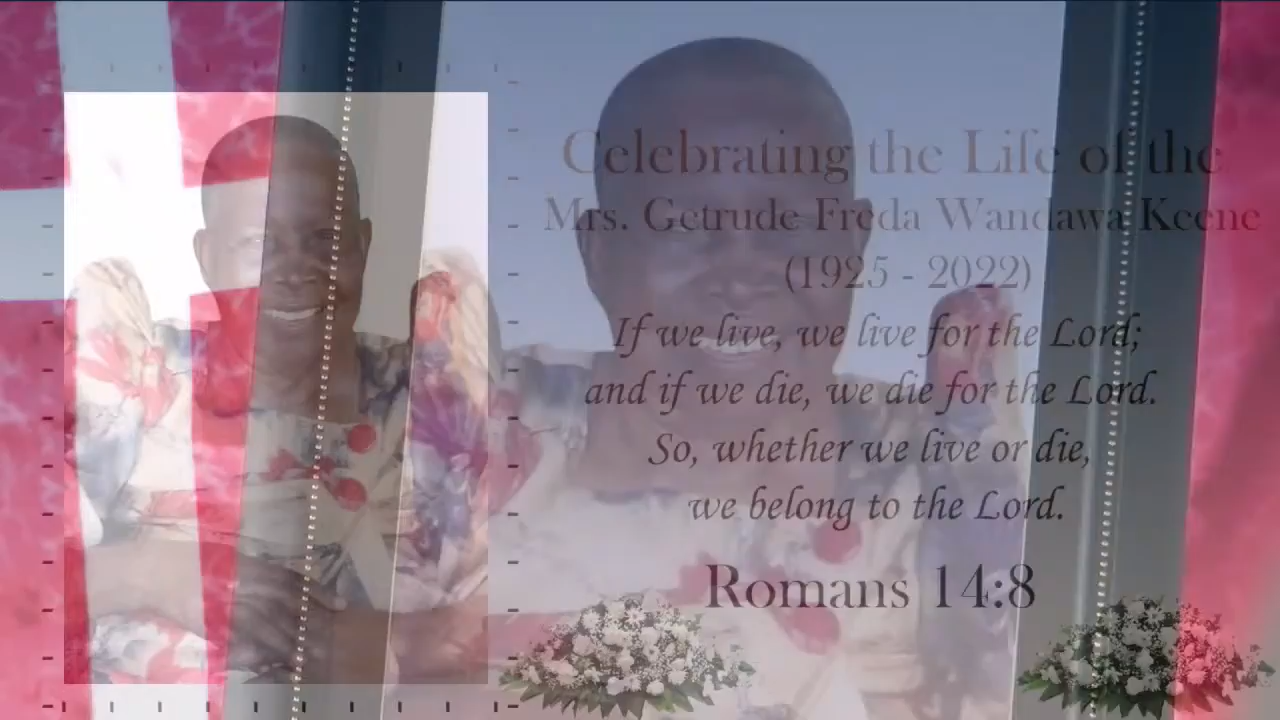 Celebrating the Life of the
Mrs. Getrude Freda Wandawa Keene
(1925 - 2022)
If we live, we live for the Lord;
and if we die, we die for the Lord.
So, whether we live or die,
we belong to the Lord.
Romans 14:8